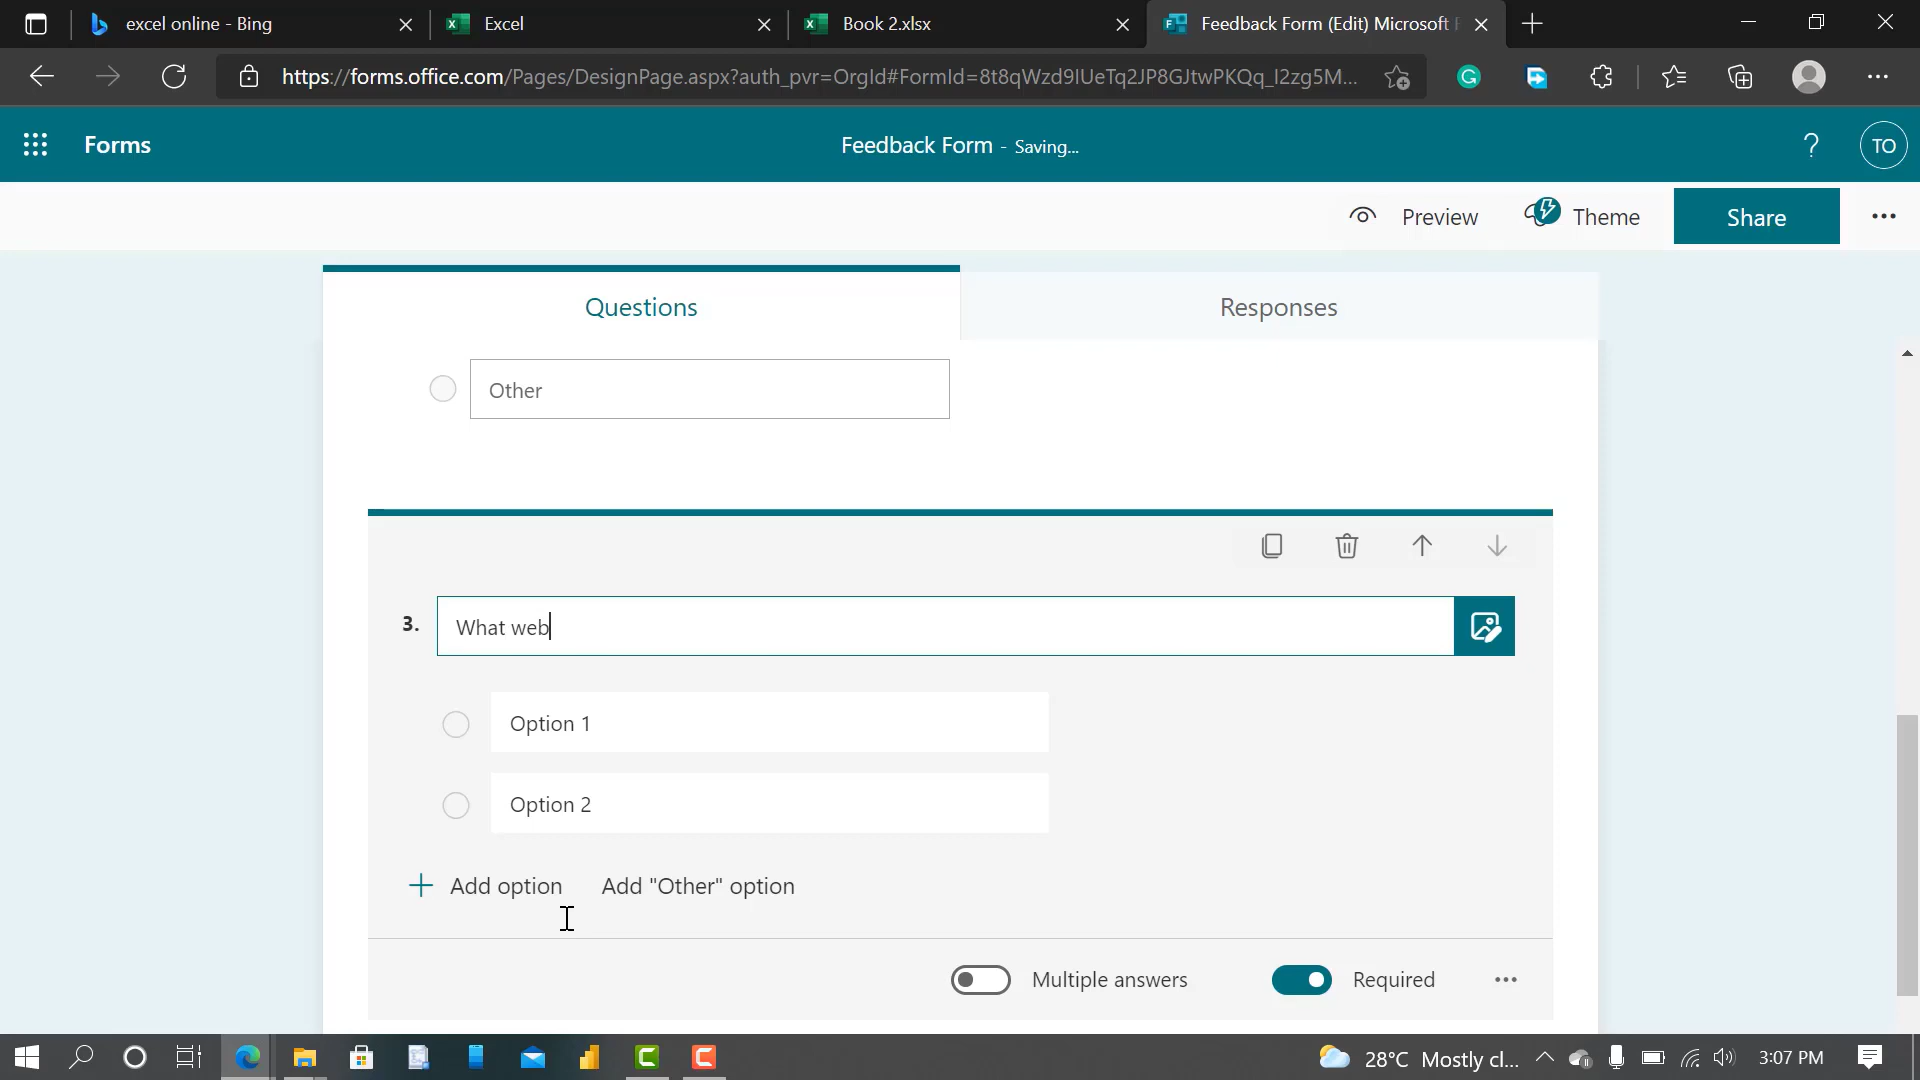 excel online - Bing
Excel
Book 2.xlsx
Feedback Form (Edit) Microsoft F
https://forms.office.com/Pages/DesignPage.aspx?auth_pvr=OrgId#FormId=8t8qWzd9IUeTq2JP8GJtwPKQq_I2zg5M...
Forms
Feedback Form - Saving...
?
TO
Preview
Theme
Share
Questions
Responses
Other
3.
What web
Option 1
Option 2
Add option
Add "Other" option
Multiple answers
Required
28°C Mostly cl...
3:07 PM